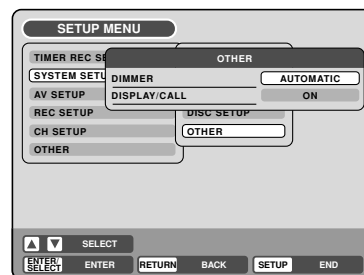 SETUP MENU
TIMER REC SE
SYSTEM SETU
AV SETUP
REC SETUP
CH SETUP
OTHER
OTHER
DIMMER AUTOMATIC
DISPLAY/CALL ON
DISC SETUP
OTHER
SELECT
ENTER/SELECT ENTER RETURN BACK SETUP END